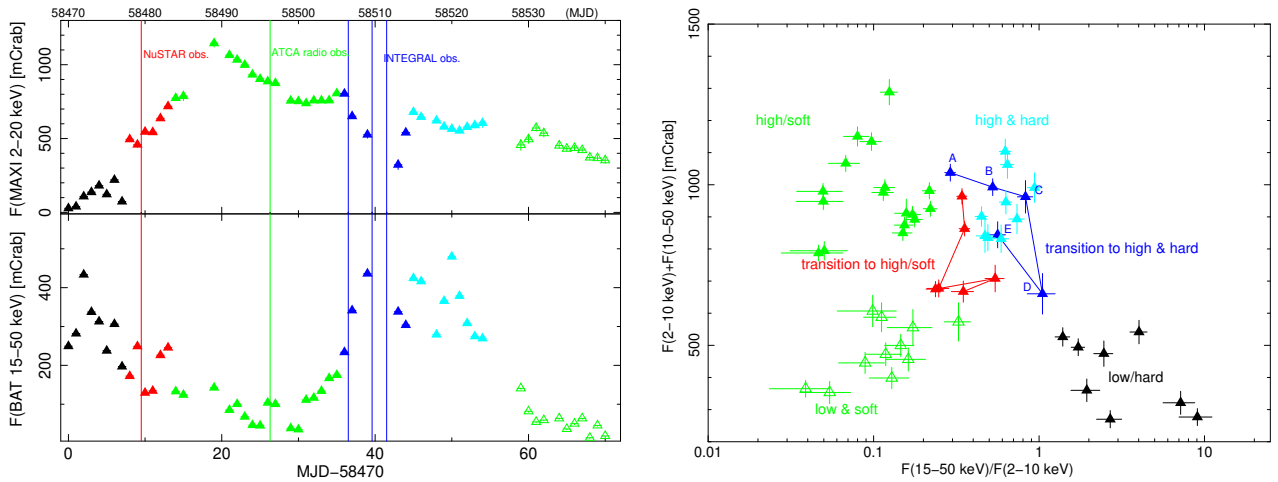 58470 58480 58490 58500 58510 58520 58530 (MJD)
F(MAXI 2−20 keV) [mCrab]
1000
500
0
NuSTAR obs.
ATCA radio obs.
INTEGRAL obs.
F(BAT 15−50 keV) (mCrab]
400
200
0 20 40 60
MJD−58470
F(2−10 keV)+F(10−50 keV) [mCrab]
1500
1000
500
high/soft
high & hard
A
B
C
E
transition to high/soft
transition to high & hard
D
low/hard
low & soft
0.01 0.1 1 10
F(15−50 keV)/F(2−10 keV)